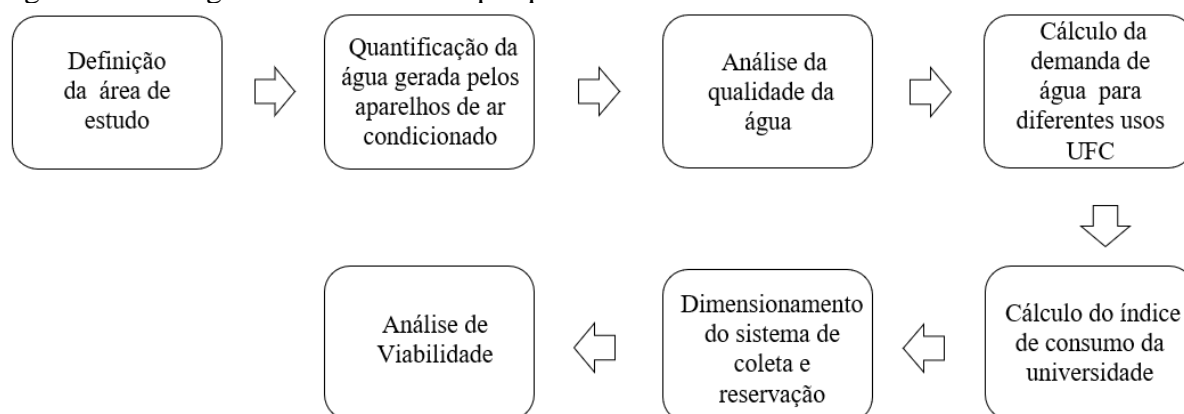 Definição
da área de
estudo
Quantificação da
água gerada pelos
aparelhos de ar
condicionado
Análise da
qualidade da
água
Cálculo da
demanda de
água para
diferentes usos
UFC
Cálculo do índice
de consumo da
universidade
Dimensionamento
do sistema de
coleta e
reservação
Análise de
Viabilidade